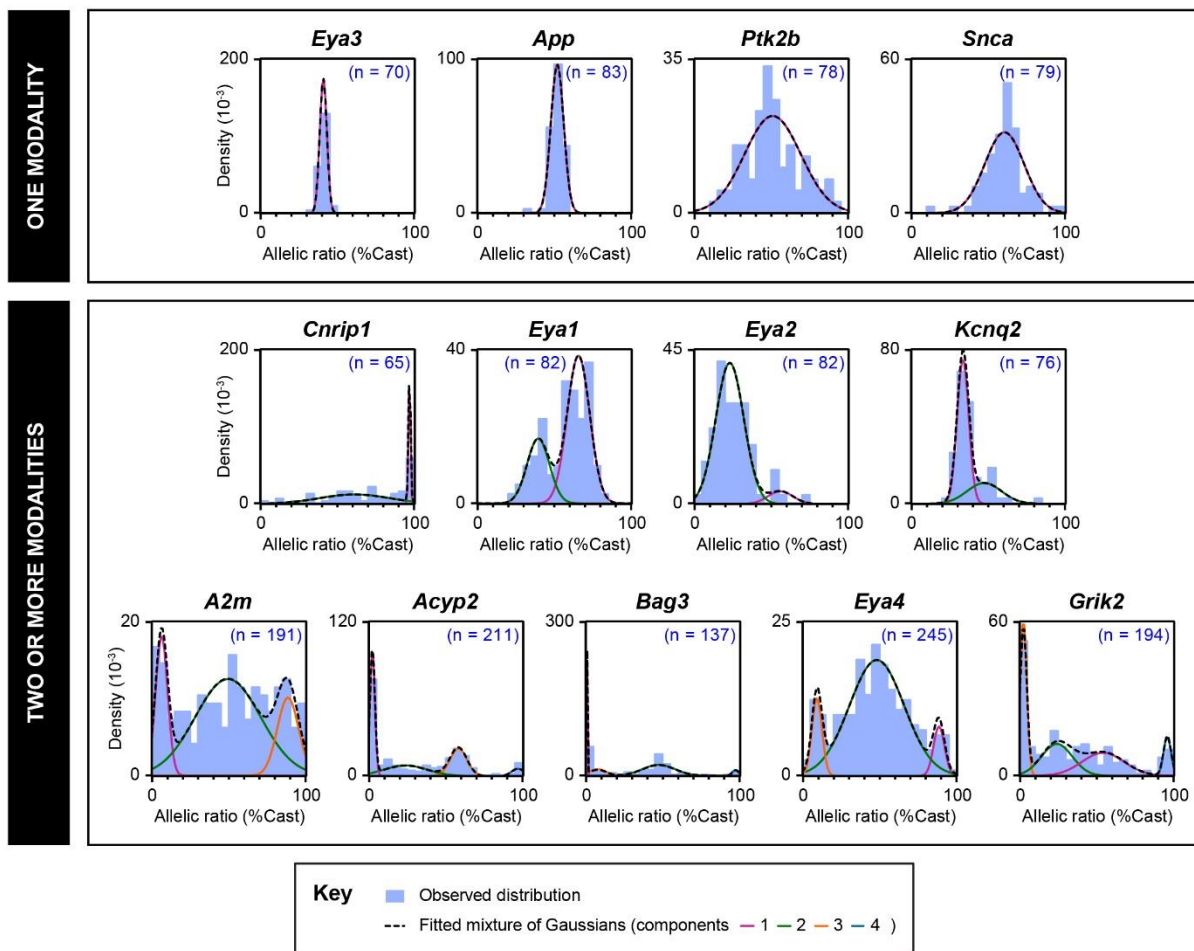 ONE MODALITY
Eya3 App Ptk2b Snca
200 (n = 70) 100 (n = 83) 35 (n = 78) 60 (n = 79)
Density (10-3)
0 0 0 0
0 100 0 100 0 100 0 100
Allelic ratio (%Cast) Allelic ratio (%Cast) Allelic ratio (%Cast) Allelic ratio (%Cast)
TWO OR MORE MODALITIES
Cnrip1 Eya1 Eya2 Kcnq2
200 (n = 65) 40 (n = 82) 45 (n = 82) 80 (n = 76)
Density (10-3)
0 0 0 0
0 100 0 100 0 100 0 100
Allelic ratio (%Cast) Allelic ratio (%Cast) Allelic ratio (%Cast) Allelic ratio (%Cast)
A2m Acyp2 Bag3 Eya4 Grik2
20 (n = 191) 120 (n = 211) 300 (n = 137) 25 (n = 245) 60 (n = 194)
Density (10-3)
0 0 0 0 0
0 100 0 100 0 100 0 100 0 100
Allelic ratio (%Cast) Allelic ratio (%Cast) Allelic ratio (%Cast) Allelic ratio (%Cast) Allelic ratio (%Cast)
Key Observed distribution
Fitted mixture of Gaussians (components 1 2 3 4 )